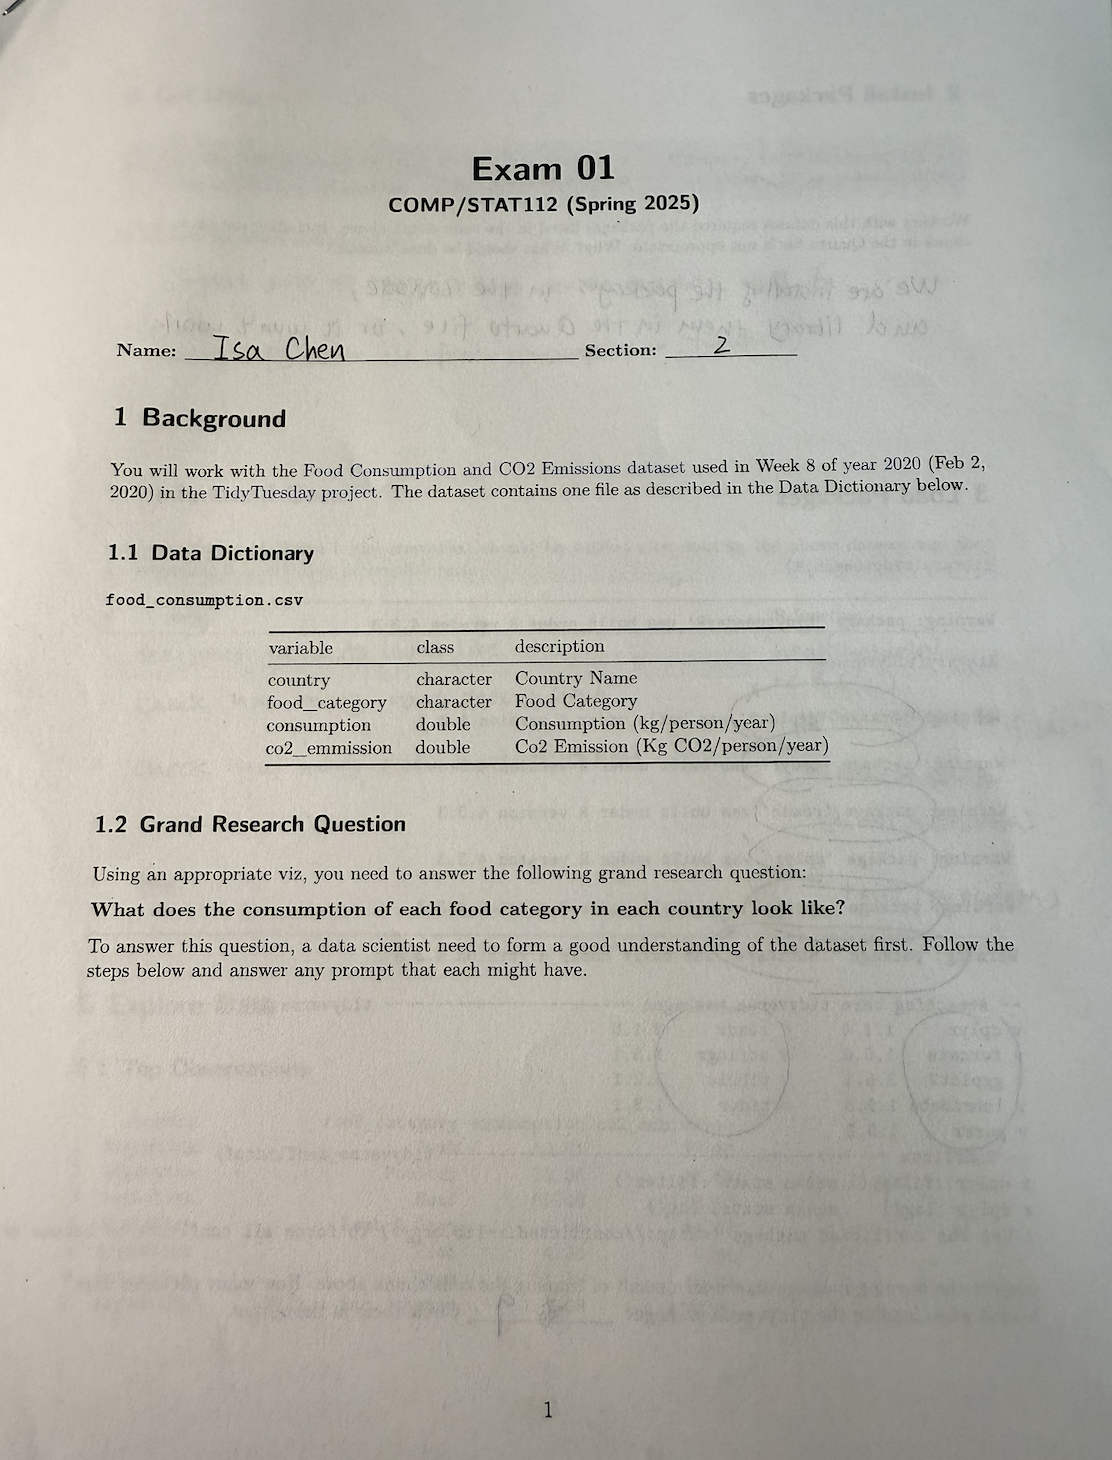 Exam 01
COMP/STAT112 (Spring 2025)
Name: Isa Chen Section: 2
1 Background
You will work with the Food Consumption and CO2 Emissions dataset used in Week 8 of year 2020 (Feb 2,
2020) in the TidyTuesday project. The dataset contains one file as described in the Data Dictionary below.
1.1 Data Dictionary
food_consumption.csv
variable class description
country character Country Name
food_category character Food Category
consumption double Consumption (kg/person/year)
co2_emmission double Co2 Emission (Kg CO2/person/year)
1.2 Grand Research Question
Using an appropriate viz, you need to answer the following grand research question:
What does the consumption of each food category in each country look like?
To answer this question, a data scientist need to form a good understanding of the dataset first. Follow the
steps below and answer any prompt that each might have.
1